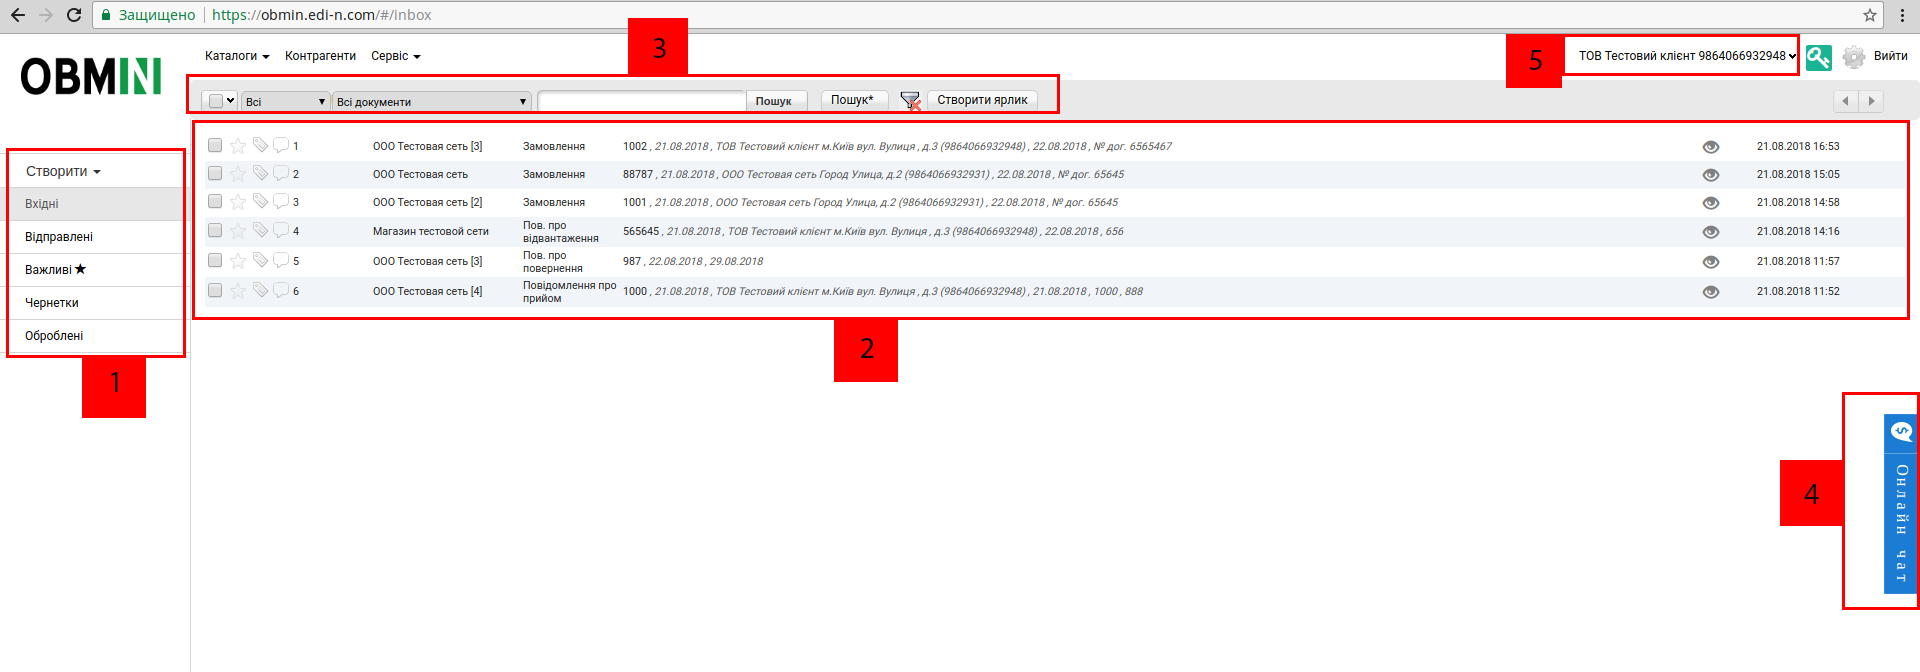 Защищено https://obmin.edi-n.com/#/inbox
3
Каталоги Контрагенти Сервіс
5
ТОВ Тестовий клієнт 9864066932948
Вийти
OBMIN
Всі Всі документи Пошук Пошук* Створити ярлик
1 ООО Тестовая сеть [3] Замовлення 1002 , 21.08.2018 , ТОВ Тестовий клієнт м.Київ вул. Вулиця , д.3 (9864066932948) , 22.08.2018 , № дог. 6565467 21.08.2018 16:53
2 ООО Тестовая сеть Замовлення 88787 , 21.08.2018 , ООО Тестовая сеть Город Улица, д.2 (9864066932931) , 22.08.2018 , № дог. 65645 21.08.2018 15:05
3 ООО Тестовая сеть [2] Замовлення 1001 , 21.08.2018 , ООО Тестовая сеть Город Улица, д.2 (9864066932931) , 22.08.2018 , № дог. 65645 21.08.2018 14:58
4 Магазин тестовой сети Пов. про
відвантаження 565645 , 21.08.2018 , ТОВ Тестовий клієнт м.Київ вул. Вулиця , д.3 (9864066932948) , 22.08.2018 , 656 21.08.2018 14:16
5 ООО Тестовая сеть [3] Пов. про
повернення 987 , 22.08.2018 , 29.08.2018 21.08.2018 11:57
6 ООО Тестовая сеть [4] Повідомлення про
прийом 1000 , 21.08.2018 , ТОВ Тестовий клієнт м.Київ вул. Вулиця , д.3 (9864066932948) , 21.08.2018 , 1000 , 888 21.08.2018 11:52
Створити
Вхідні
Відправлені
Важливі
Чернетки
Оброблені
1
2
4
Онлайн чат